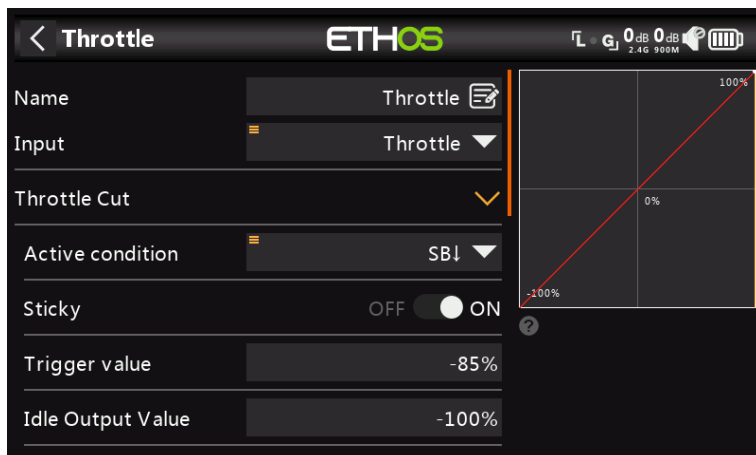 Throttle
ETHOS
L G 0dB 2.4G 0dB 900M
Name Throttle
Input Throttle
Throttle Cut
Active condition SB↓
Sticky OFF ON
Trigger value -85%
Idle Output Value -100%
100%
0%
-100%
?